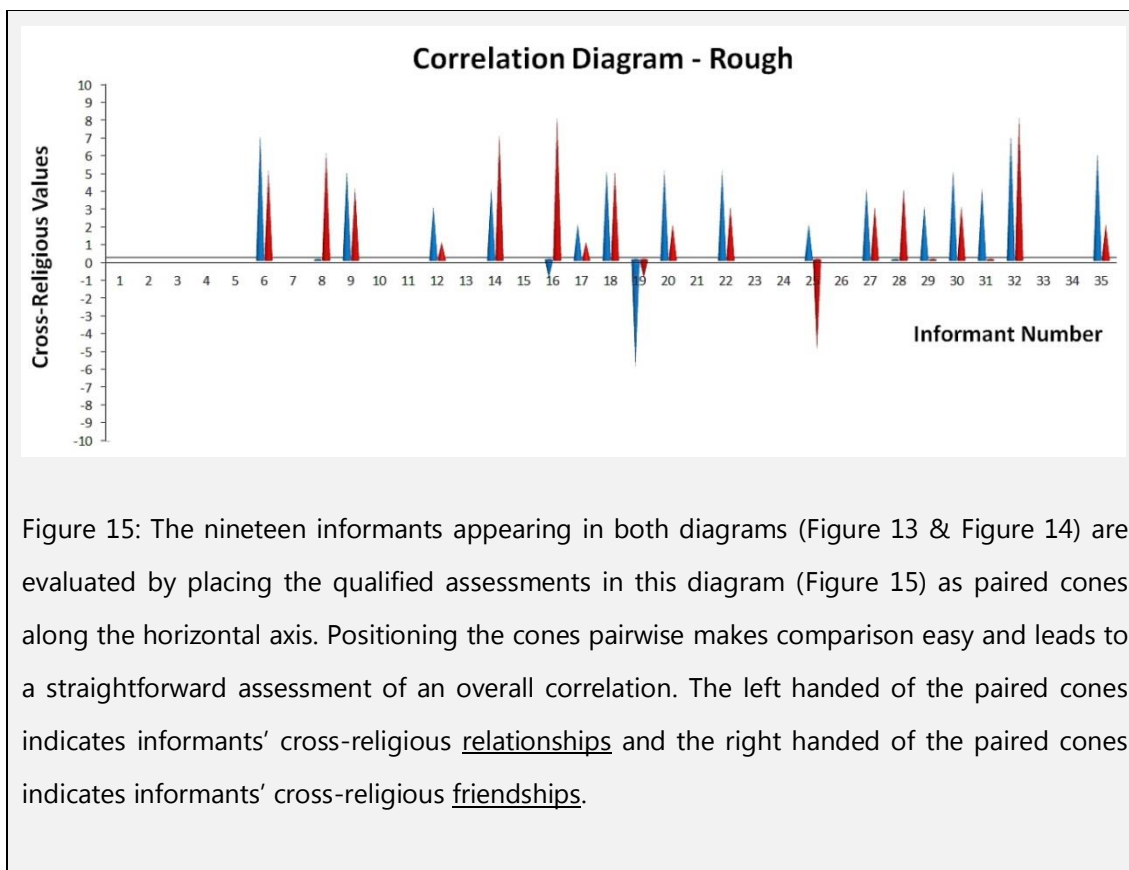 Correlation Diagram - Rough
10
9
8
7
6
5
4
3
2
1
0
-1
-2
-3
-4
-5
-6
-7
-8
-9
-10
Cross-Religious Values
1 2 3 4 5 6 7 8 9 10 11 12 13 14 15 16 17 18 19 20 21 22 23 24 25 26 27 28 29 30 31 32 33 34 35
Informant Number
Figure 15: The nineteen informants appearing in both diagrams (Figure 13 & Figure 14) are
evaluated by placing the qualified assessments in this diagram (Figure 15) as paired cones
along the horizontal axis. Positioning the cones pairwise makes comparison easy and leads to
a straightforward assessment of an overall correlation. The left handed of the paired cones
indicates informants’ cross-religious relationships and the right handed of the paired cones
indicates informants’ cross-religious friendships.